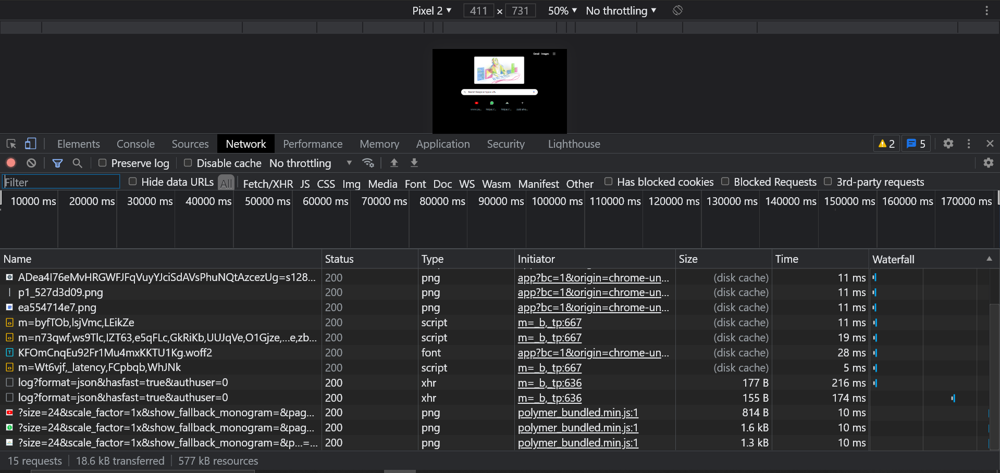 Pixel 2 ▼ 411 × 731 50% ▼ No throttling ▼
Gmail Images
Search Google or type a URL
www.yo... https://... https://... Add sho...
Elements Console Sources Network Performance Memory Application Security Lighthouse 2 5
Preserve log Disable cache No throttling ▼
Filter Hide data URLs All Fetch/XHR JS CSS Img Media Font Doc WS Wasm Manifest Other Has blocked cookies Blocked Requests 3rd-party requests
10000 ms 20000 ms 30000 ms 40000 ms 50000 ms 60000 ms 70000 ms 80000 ms 90000 ms 100000 ms 110000 ms 120000 ms 130000 ms 140000 ms 150000 ms 160000 ms 170000 ms
Name Status Type Initiator Size Time Waterfall
ADea4I76eMvHRGWFJFqVuyYJciSdAVsPhuNQtAzcezUg=s128... 200 png app?bc=1&origin=chrome-un... (disk cache) 11 ms
p1_527d3d09.png 200 png app?bc=1&origin=chrome-un... (disk cache) 11 ms
ea554714e7.png 200 png app?bc=1&origin=chrome-un... (disk cache) 11 ms
m=byfTOb,lsjVmc,LEikZe 200 script m=_b,_tp:667 (disk cache) 11 ms
m=n73qwf,ws9Tlc,IZT63,e5qFLc,GkRiKb,UUJqVe,O1Gjze,...e,zb... 200 script m=_b,_tp:667 (disk cache) 19 ms
KFOmCnqEu92Fr1Mu4mxKKTU1Kg.woff2 200 font app?bc=1&origin=chrome-un... (disk cache) 28 ms
m=Wt6vjf,_latency,FCpbqb,WhJNk 200 script m=_b,_tp:667 (disk cache) 5 ms
log?format=json&hasfast=true&authuser=0 200 xhr m=_b,_tp:636 177 B 216 ms
log?format=json&hasfast=true&authuser=0 200 xhr m=_b,_tp:636 155 B 174 ms
?size=24&scale_factor=1x&show_fallback_monogram=&pag... 200 png polymer_bundled.min.js:1 814 B 10 ms
?size=24&scale_factor=1x&show_fallback_monogram=&pag... 200 png polymer_bundled.min.js:1 1.6 kB 10 ms
?size=24&scale_factor=1x&show_fallback_monogram=&p...=... 200 png polymer_bundled.min.js:1 1.3 kB 10 ms
15 requests 18.6 kB transferred 577 kB resources